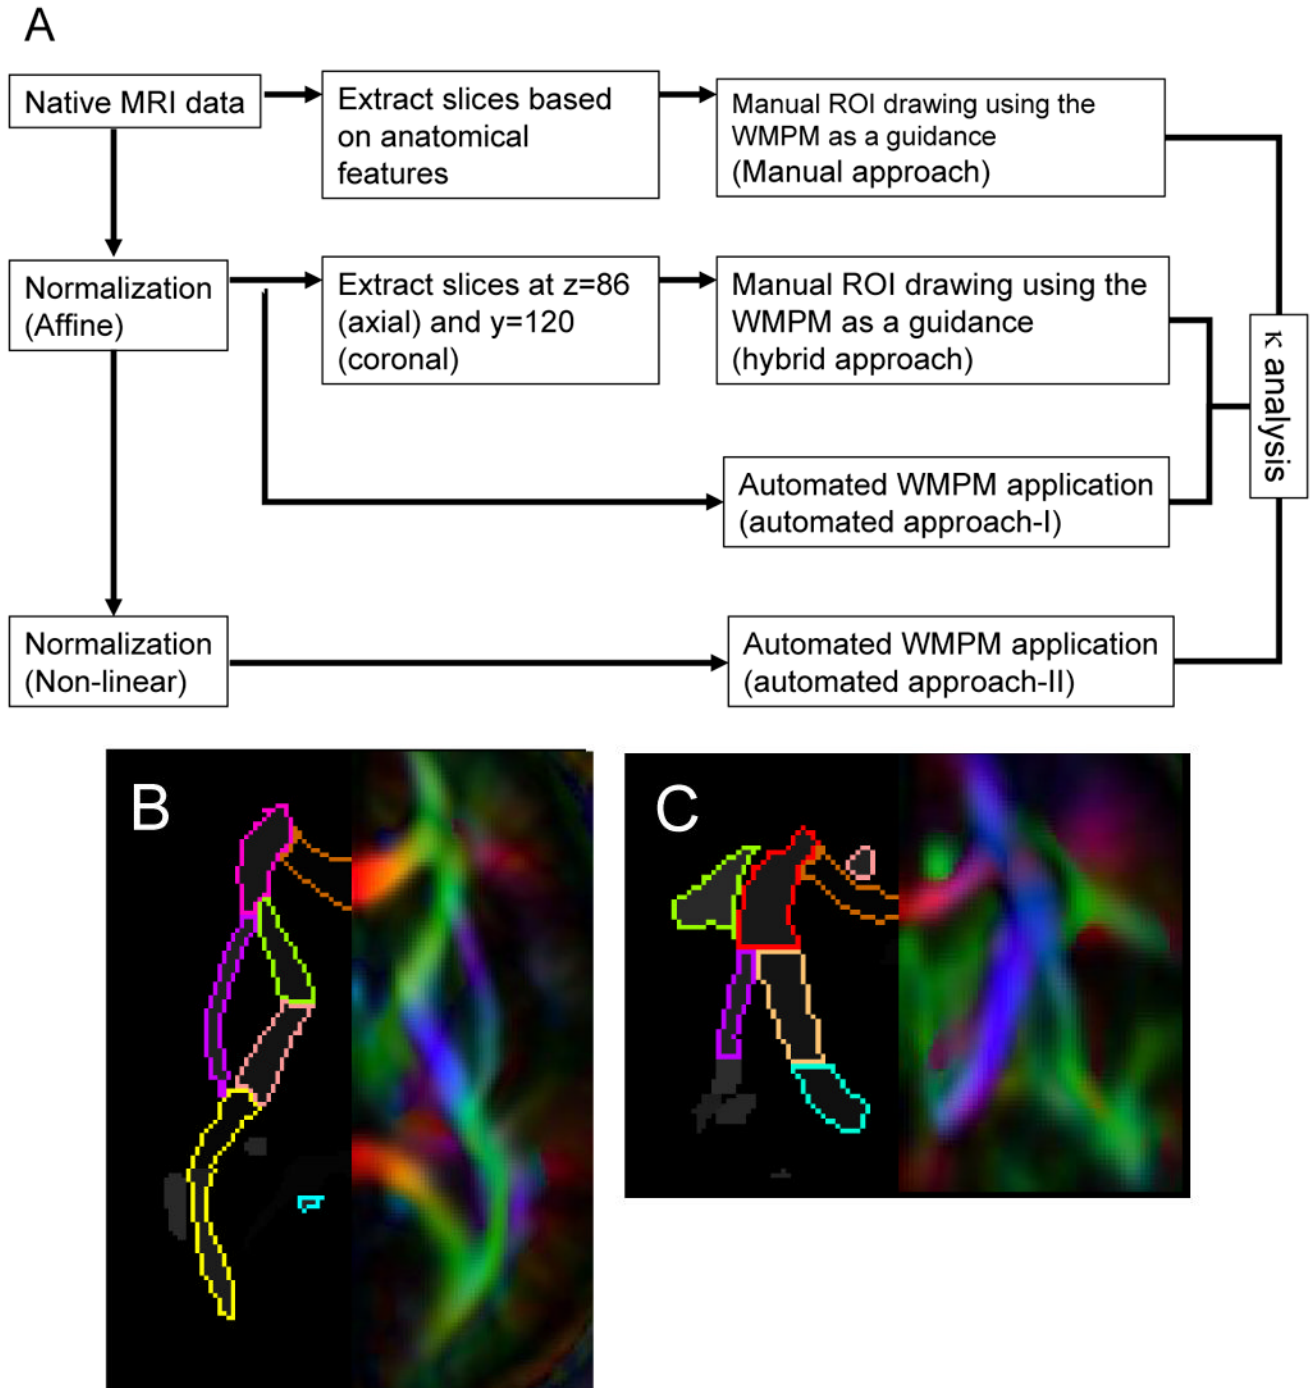 A
Native MRI data
Extract slices based
on anatomical
features
Manual ROI drawing using the
WMPM as a guidance
(Manual approach)
Normalization
(Affine)
Extract slices at z=86
(axial) and y=120
(coronal)
Manual ROI drawing using the
WMPM as a guidance
(hybrid approach)
κ analysis
Automated WMPM application
(automated approach-I)
Normalization
(Non-linear)
Automated WMPM application
(automated approach-II)
B
C